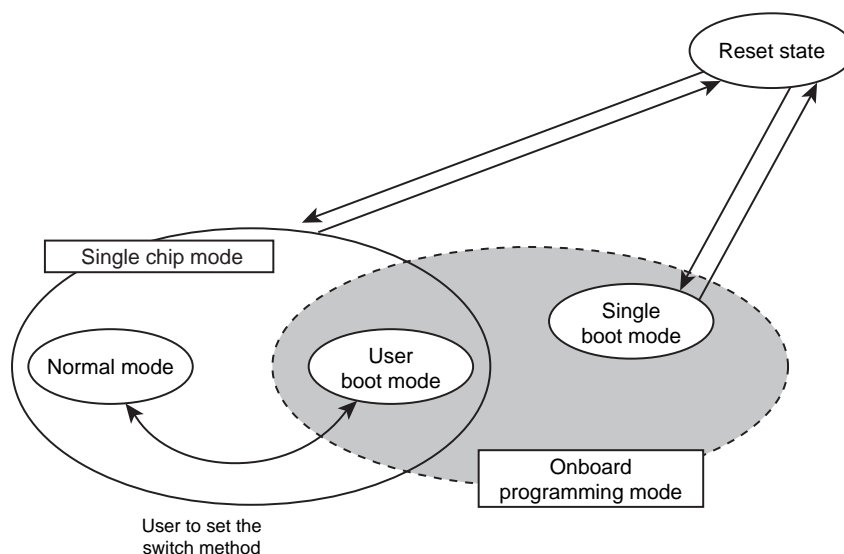 Reset state
Single chip mode
Single
boot mode
Normal mode
User
boot mode
Onboard
programming mode
User to set the
switch method